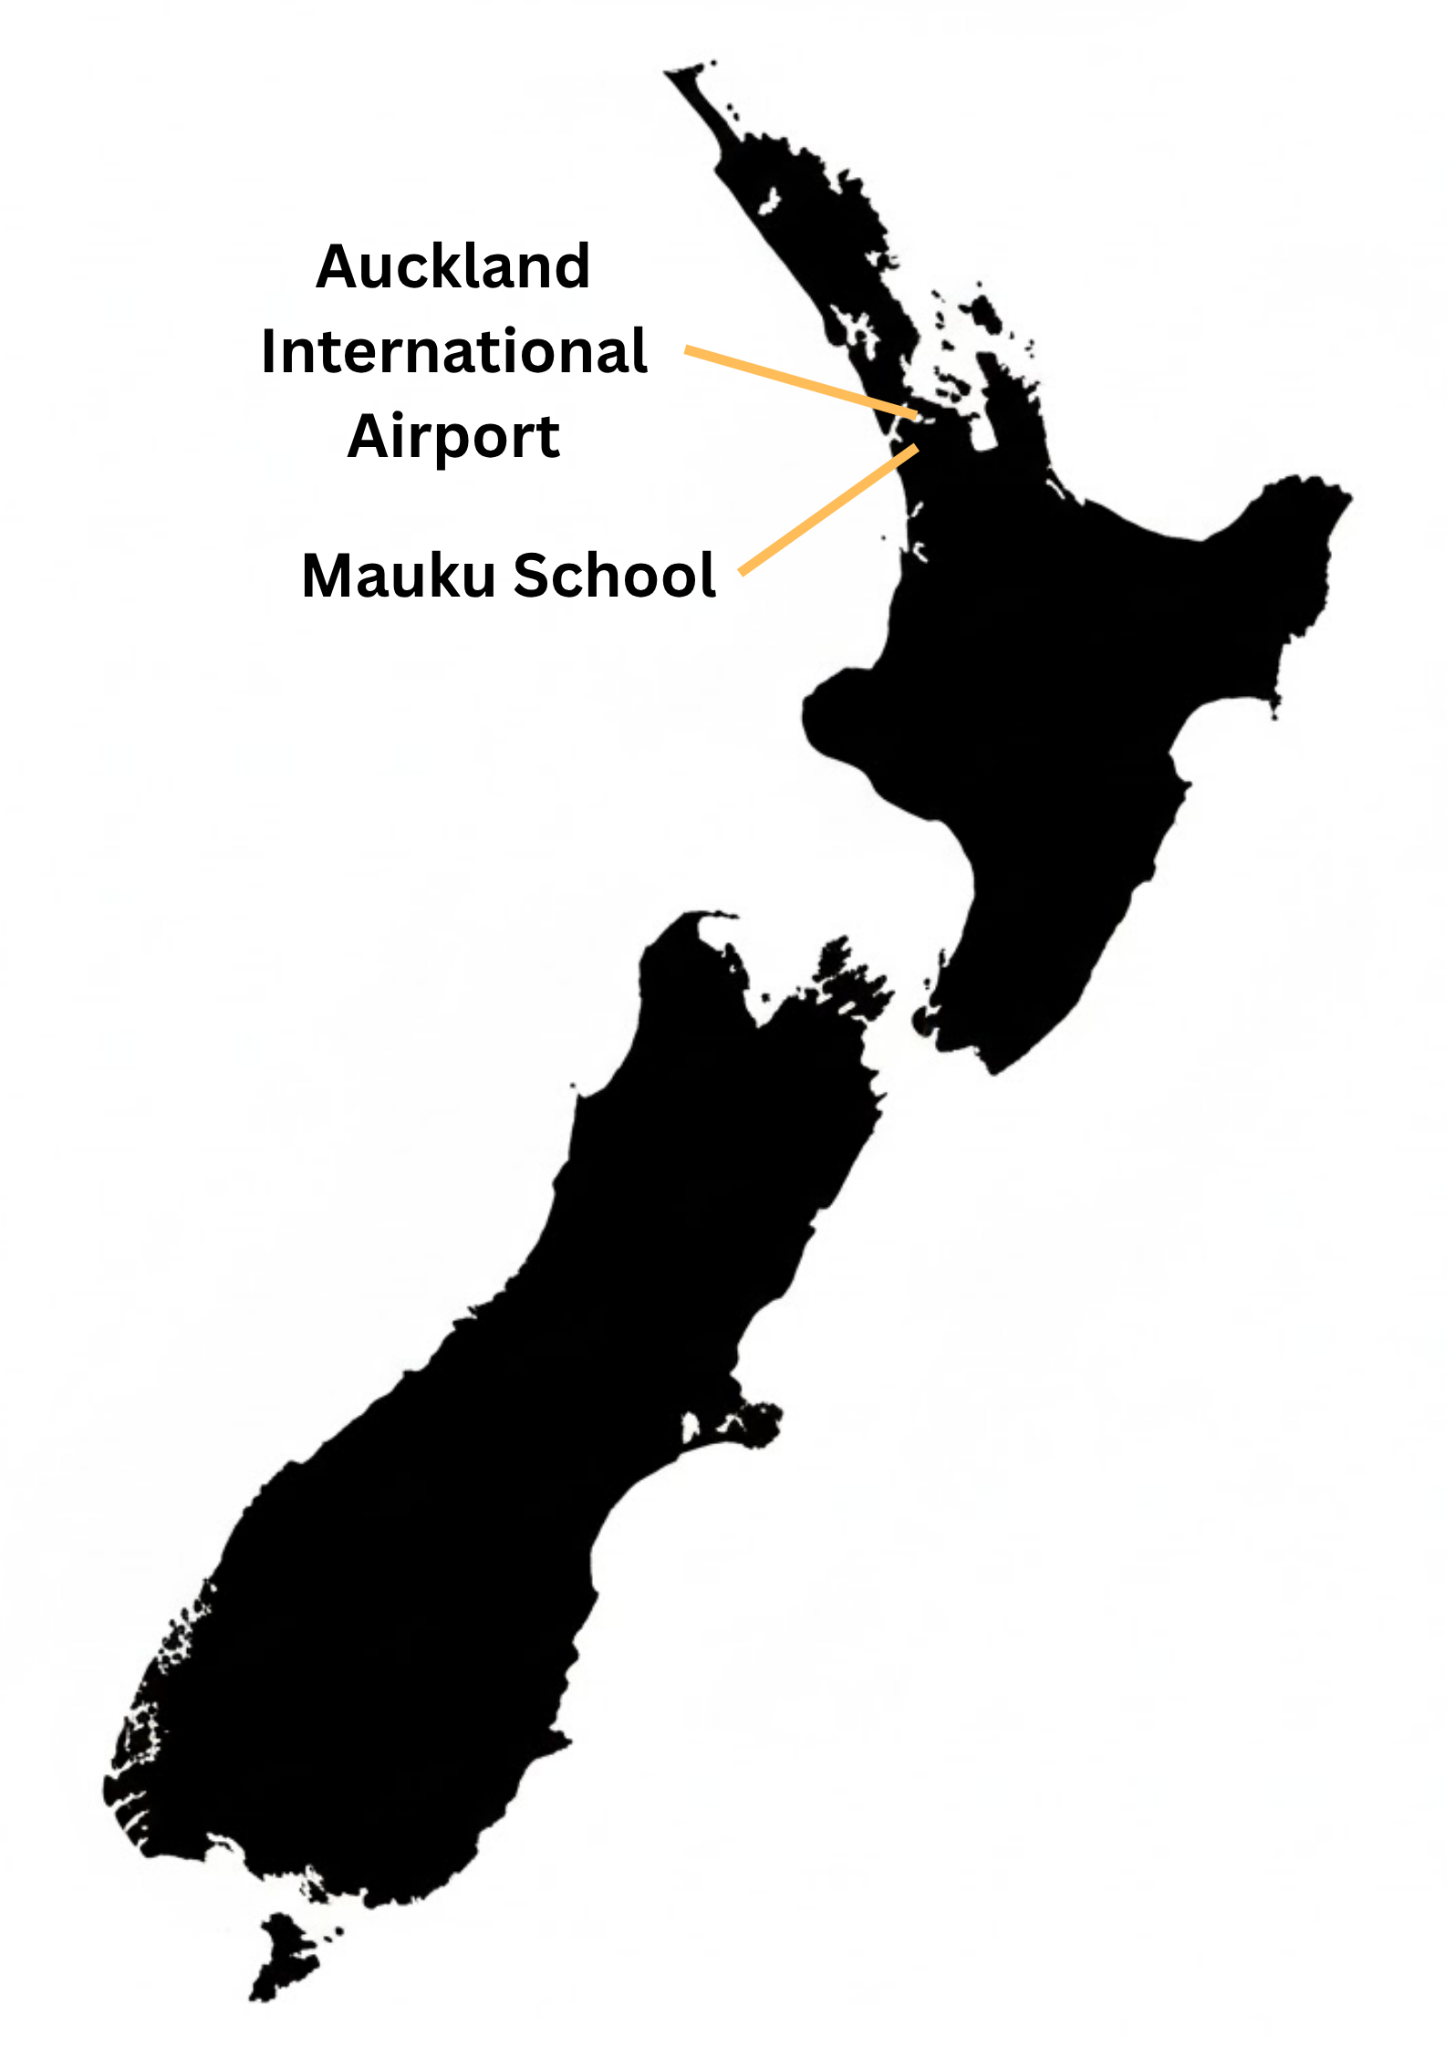 Auckland
International
Airport
Mauku School